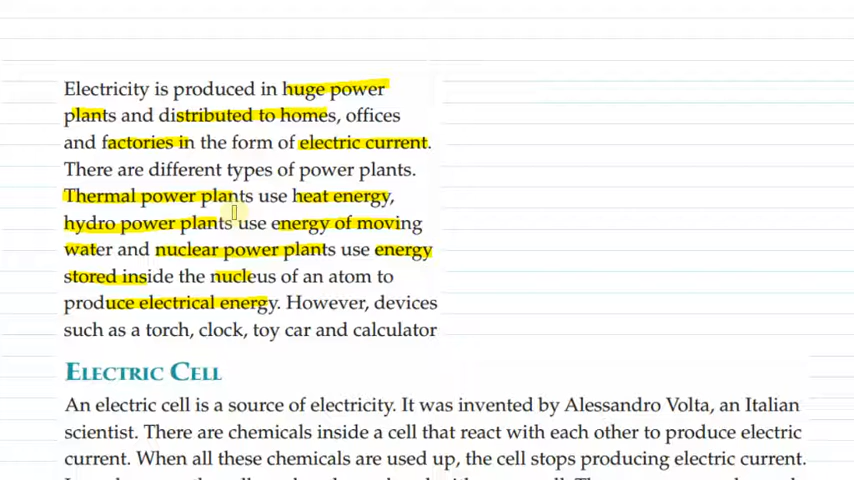 Electricity is produced in huge power
plants and distributed to homes, offices
and factories in the form of electric current.
There are different types of power plants.
Thermal power plants use heat energy,
hydro power plants use energy of moving
water and nuclear power plants use energy
stored inside the nucleus of an atom to
produce electrical energy. However, devices
such as a torch, clock, toy car and calculator
ELECTRIC CELL
An electric cell is a source of electricity. It was invented by Alessandro Volta, an Italian
scientist. There are chemicals inside a cell that react with each other to produce electric
current. When all these chemicals are used up, the cell stops producing electric current.